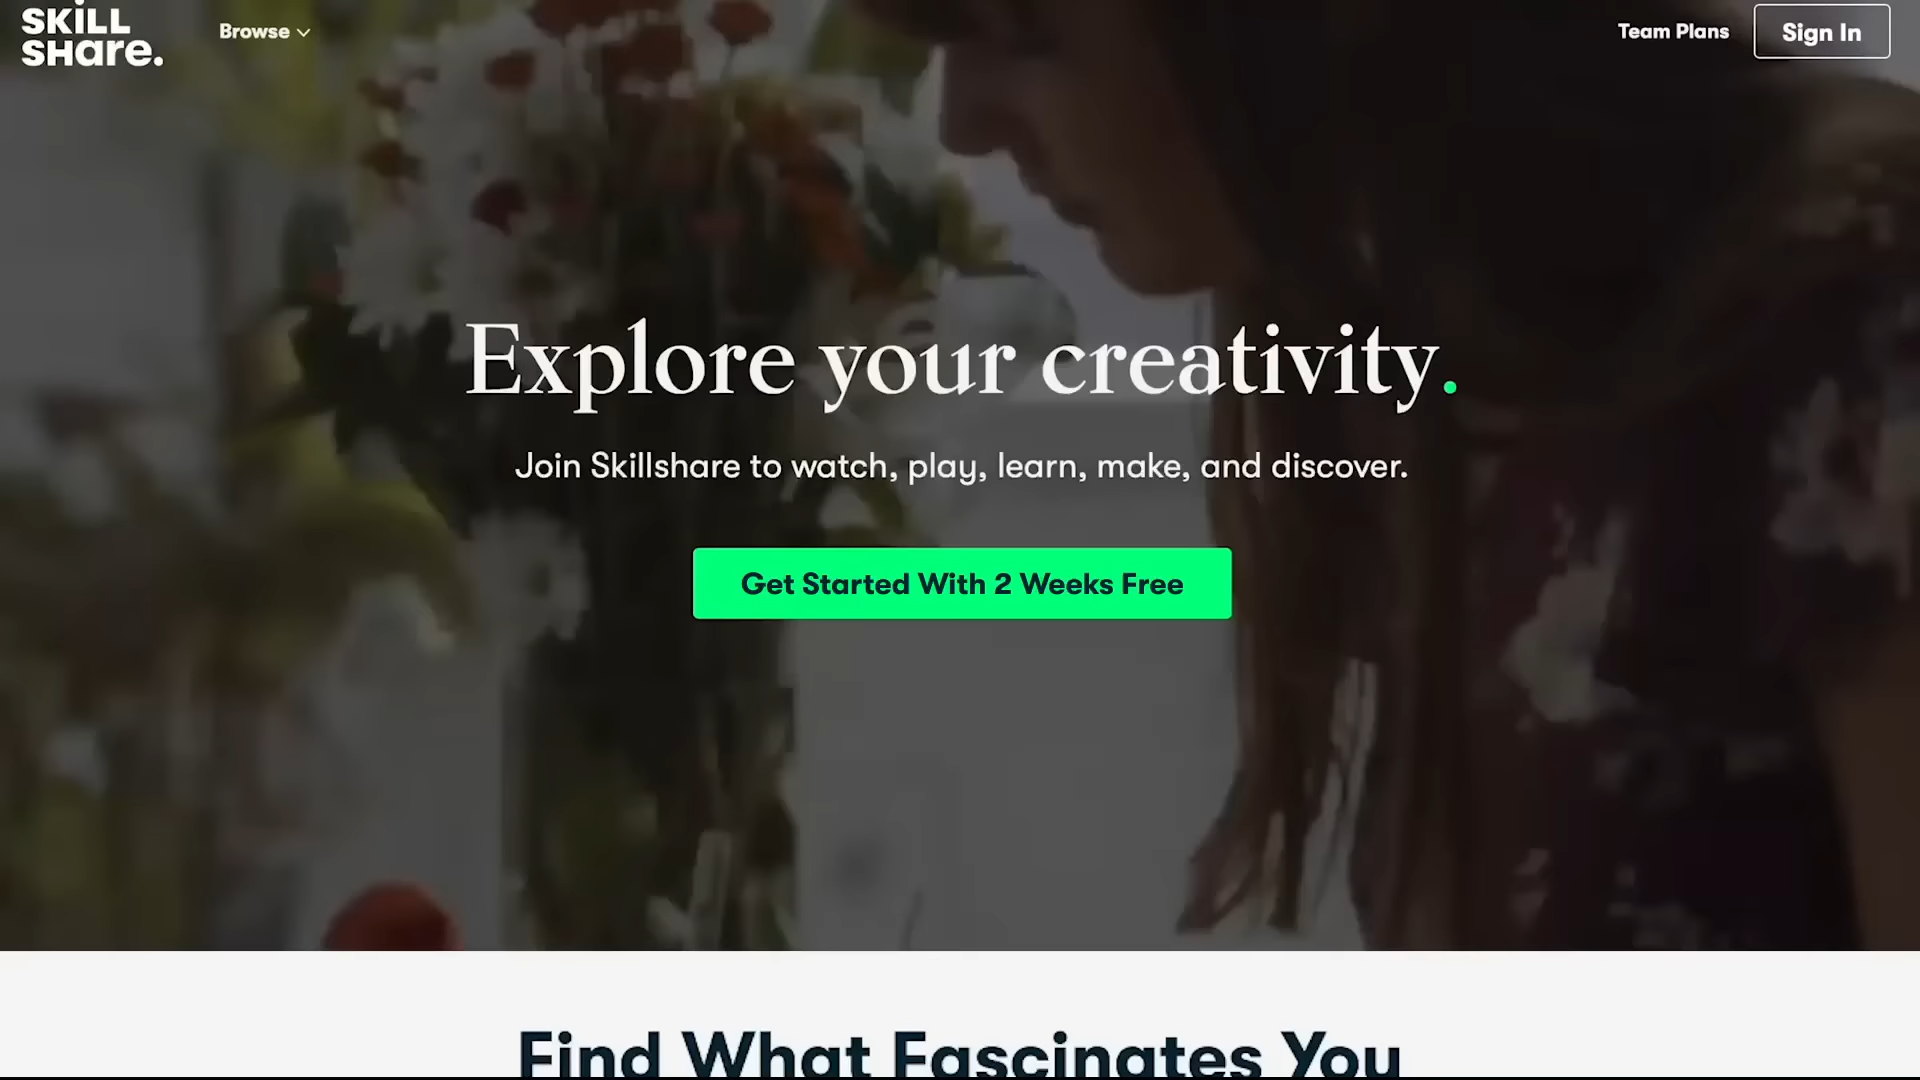 SKILL
SHare.
Browse
Team Plans
Sign In
Explore your creativity.
Join Skillshare to watch, play, learn, make, and discover.
Get Started With 2 Weeks Free
Find What Fascinates You